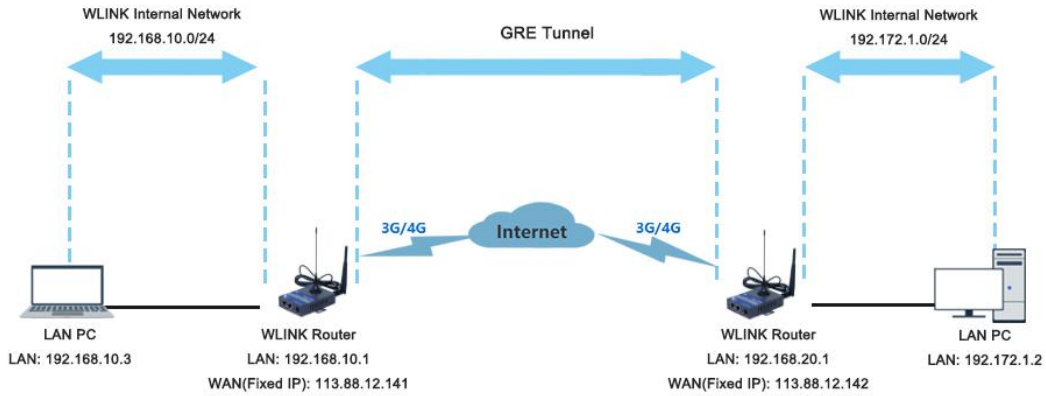 WLINK Internal Network
192.168.10.0/24
GRE Tunnel
WLINK Internal Network
192.172.1.0/24
3G/4G
Internet
3G/4G
LAN PC
LAN: 192.168.10.3
WLINK Router
LAN: 192.168.10.1
WAN(Fixed IP): 113.88.12.141
WLINK Router
LAN: 192.168.20.1
WAN(Fixed IP): 113.88.12.142
LAN PC
LAN: 192.172.1.2